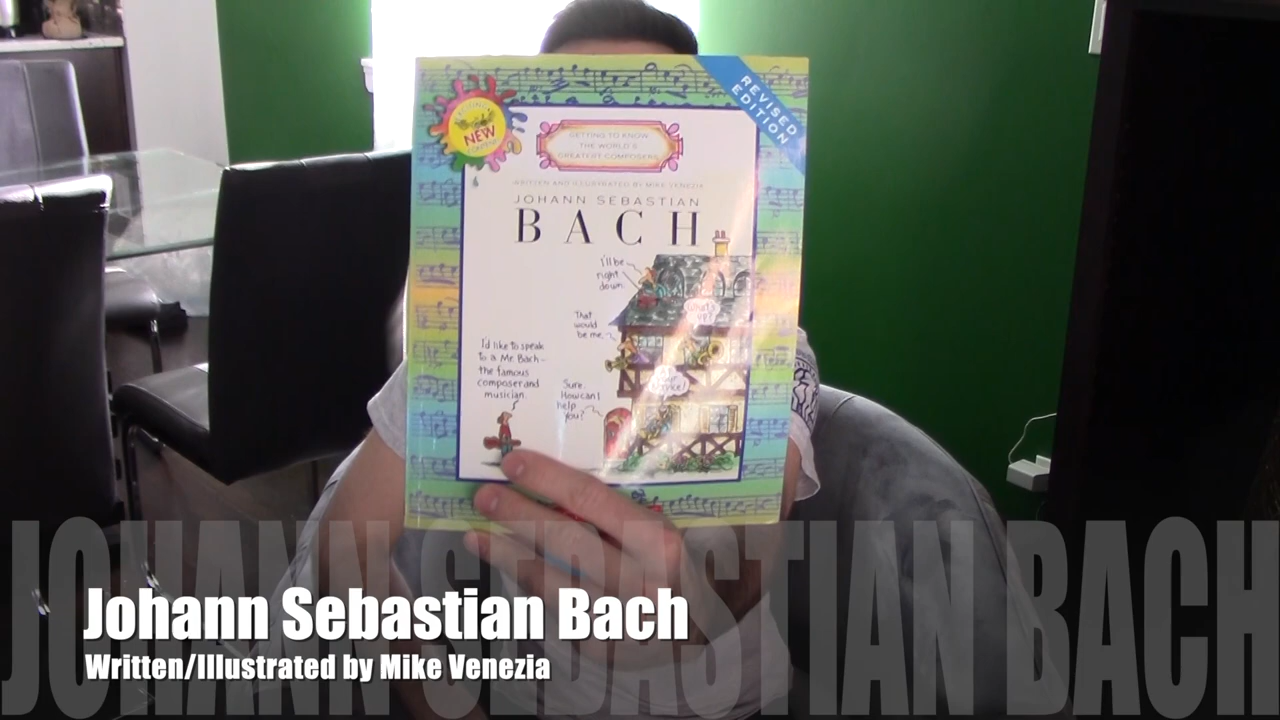 REVISED
EDITION
NEW
GETTING TO KNOW
THE WORLD'S
GREATEST COMPOSERS
WRITTEN AND ILLUSTRATED BY MIKE VENEZIA
JOHANN SEBASTIAN
BACH
I'll be
right
down.
What's
up?
That
would
be me.
I'd like to speak
to a Mr. Bach-
the famous
composer and
musician.
Sure.
How can I
help
you?
JOHANN SEBASTIAN BACH
Johann Sebastian Bach
Written/Illustrated by Mike Venezia